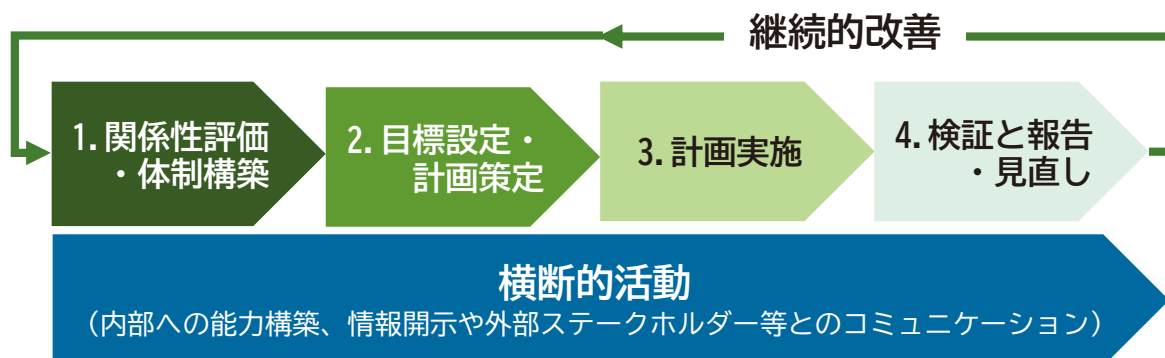 継続的改善
1. 関係性評価
・体制構築
2. 目標設定・
計画策定
3. 計画実施
4. 検証と報告
・見直し
横断的活動
（内部への能力構築、情報開示や外部ステークホルダー等とのコミュニケーション）